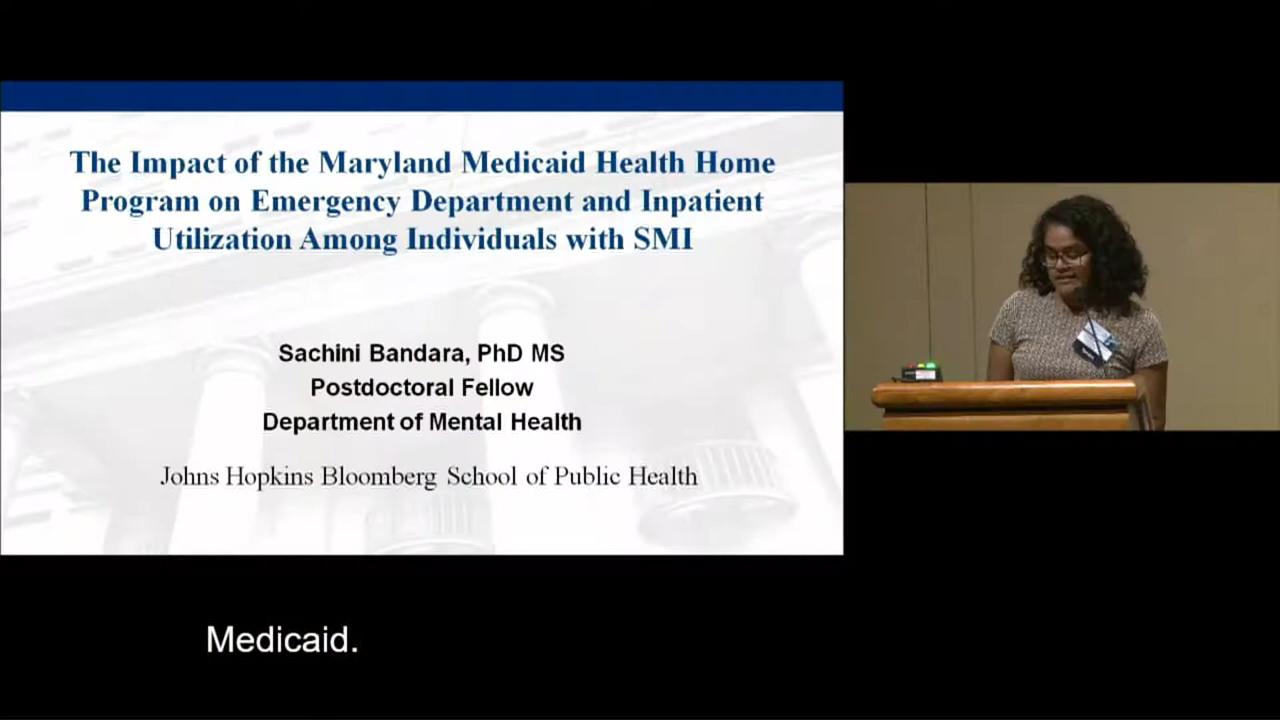 The Impact of the Maryland Medicaid Health Home
Program on Emergency Department and Inpatient
Utilization Among Individuals with SMI
Sachini Bandara, PhD MS
Postdoctoral Fellow
Department of Mental Health
Johns Hopkins Bloomberg School of Public Health
Medicaid.